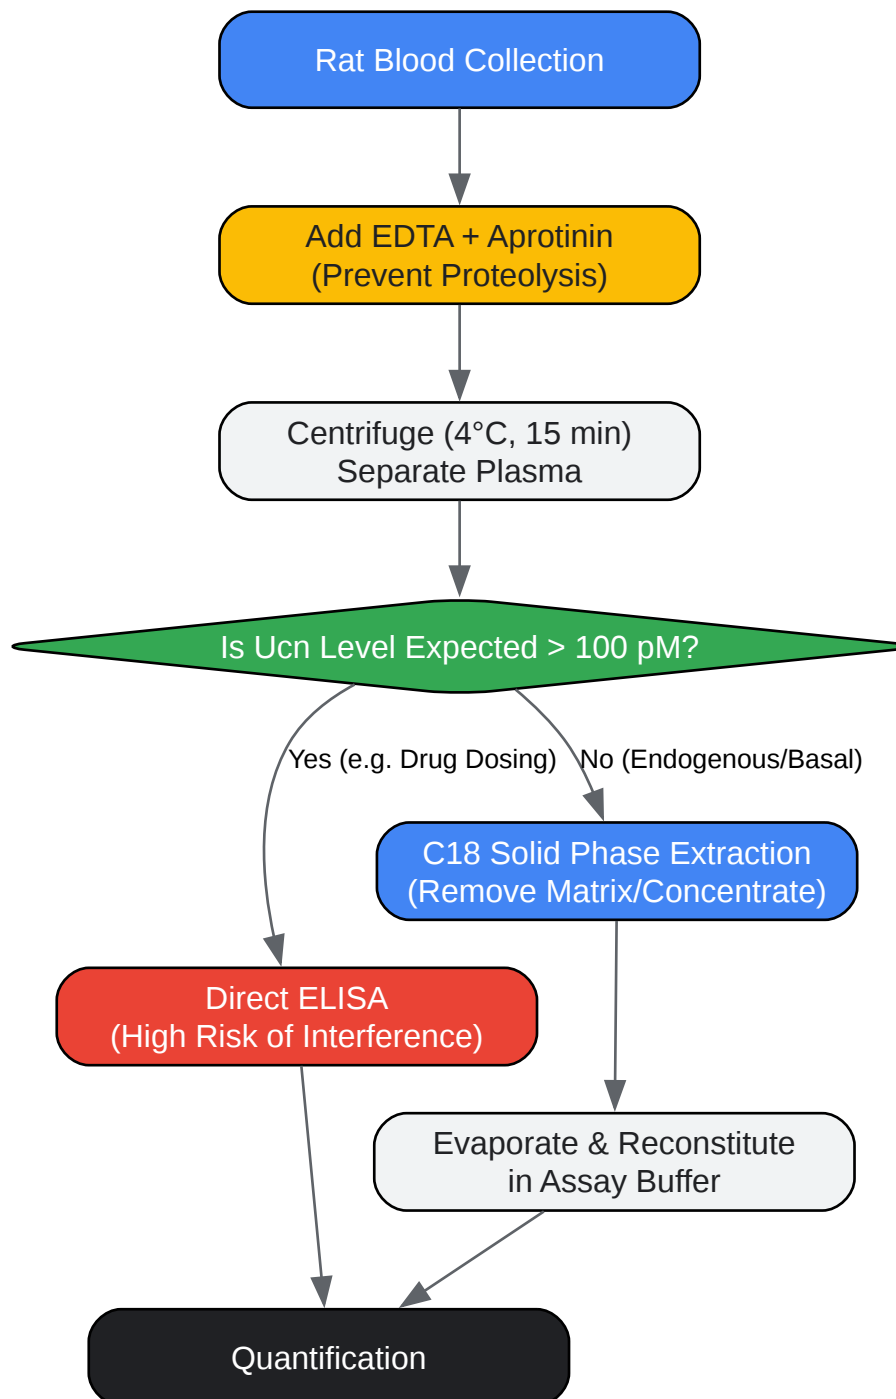 Rat Blood Collection
Add EDTA + Aprotinin
(Prevent Proteolysis)
Centrifuge (4°C, 15 min)
Separate Plasma
Is Ucn Level Expected > 100 pM?
Yes (e.g. Drug Dosing)
No (Endogenous/Basal)
C18 Solid Phase Extraction
(Remove Matrix/Concentrate)
Direct ELISA
(High Risk of Interference)
Evaporate & Reconstitute
in Assay Buffer
Quantification